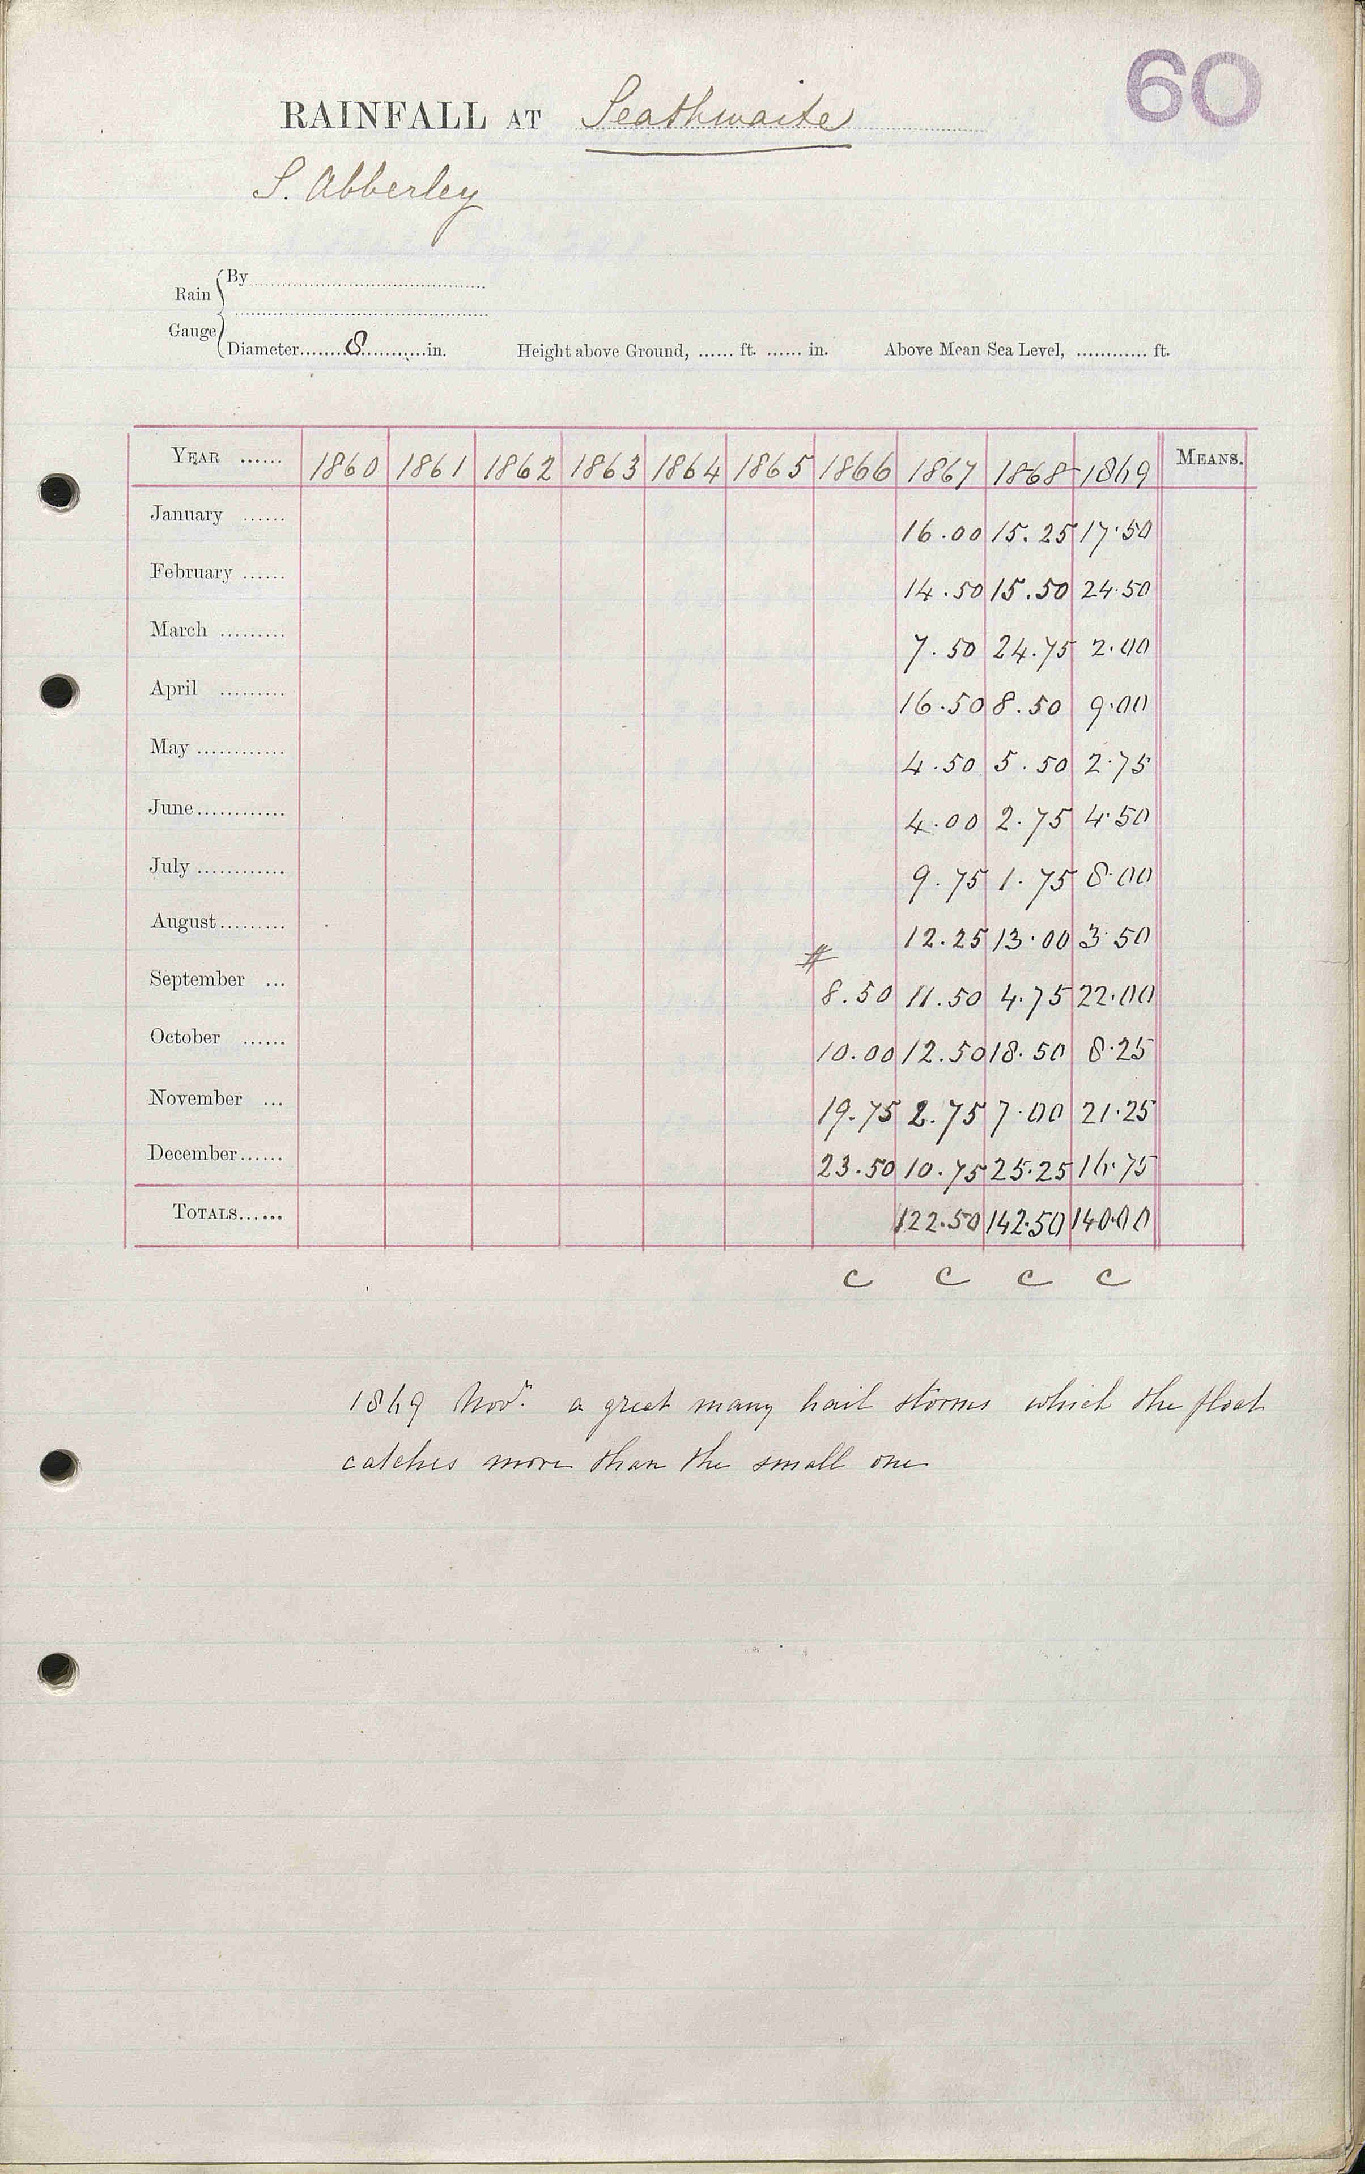 60
RAINFALL AT Seathwaite
S. Abberley
Rain Gauge
By
Diameter.........8............in. Height above Ground, ...... ft. ...... in. Above Mean Sea Level, ............ ft.
YEAR ...... 1860 1861 1862 1863 1864 1865 1866 1867 1868 1869 MEANS.
January ...... 16.00 15.25 17.50
February ...... 14.50 15.50 24.50
March ......... 7.50 24.75 2.00
April ......... 16.50 8.50 9.00
May ............ 4.50 5.50 2.75
June............ 4.00 2.75 4.50
July ............ 9.75 1.75 8.00
August......... 12.25 13.00 3.50
#
September ... 8.50 11.50 4.75 22.00
October ...... 10.00 12.50 18.50 8.25
November ... 19.75 2.75 7.00 21.25
December...... 23.50 10.75 25.25 16.75
TOTALS...... 122.50 142.50 140.00
c c c c
1869 Novr. a great many hail storms which the float
catches more than the small one